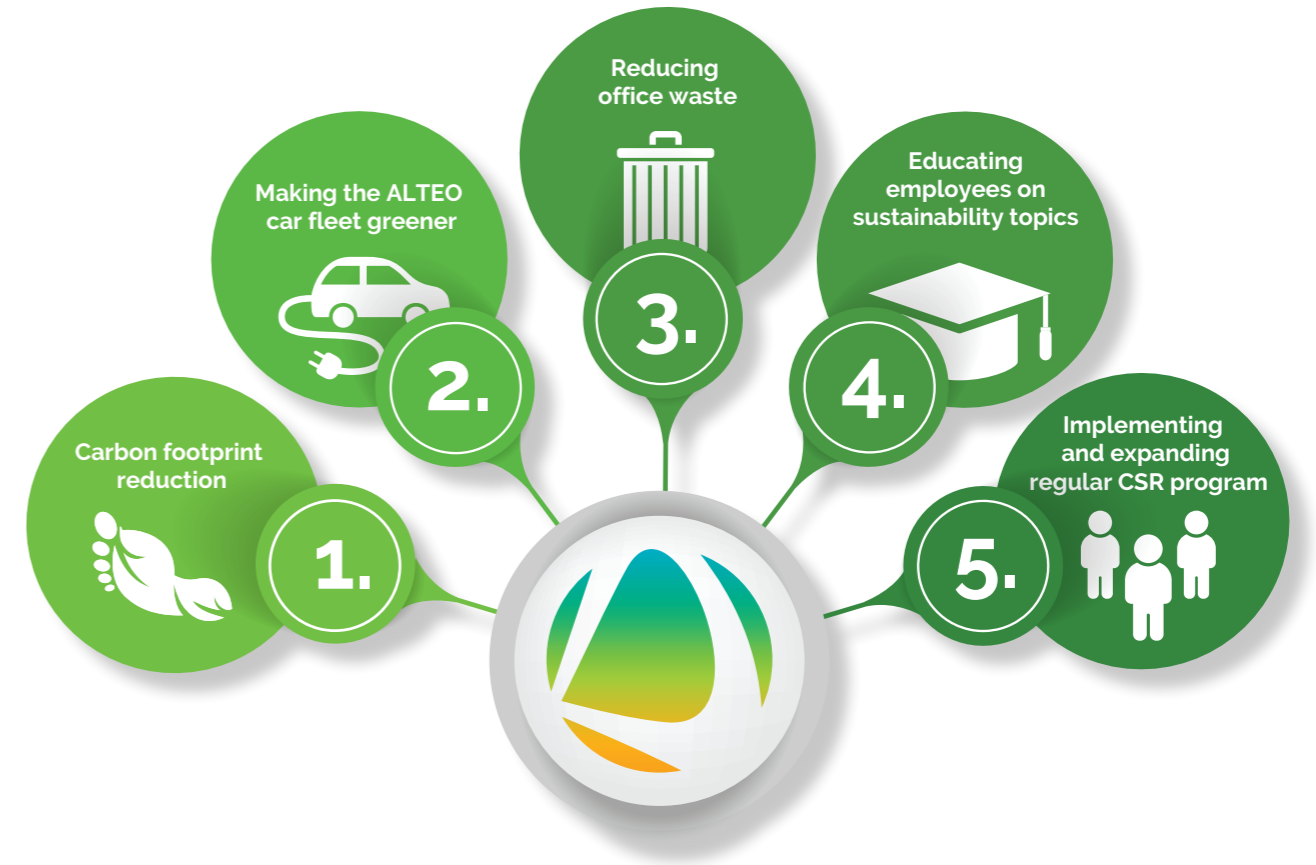 Carbon footprint
reduction
1.
Making the ALTEO
car fleet greener
2.
Reducing
office waste
3.
Educating
employees on
sustainability topics
4.
Implementing
and expanding
regular CSR program
5.